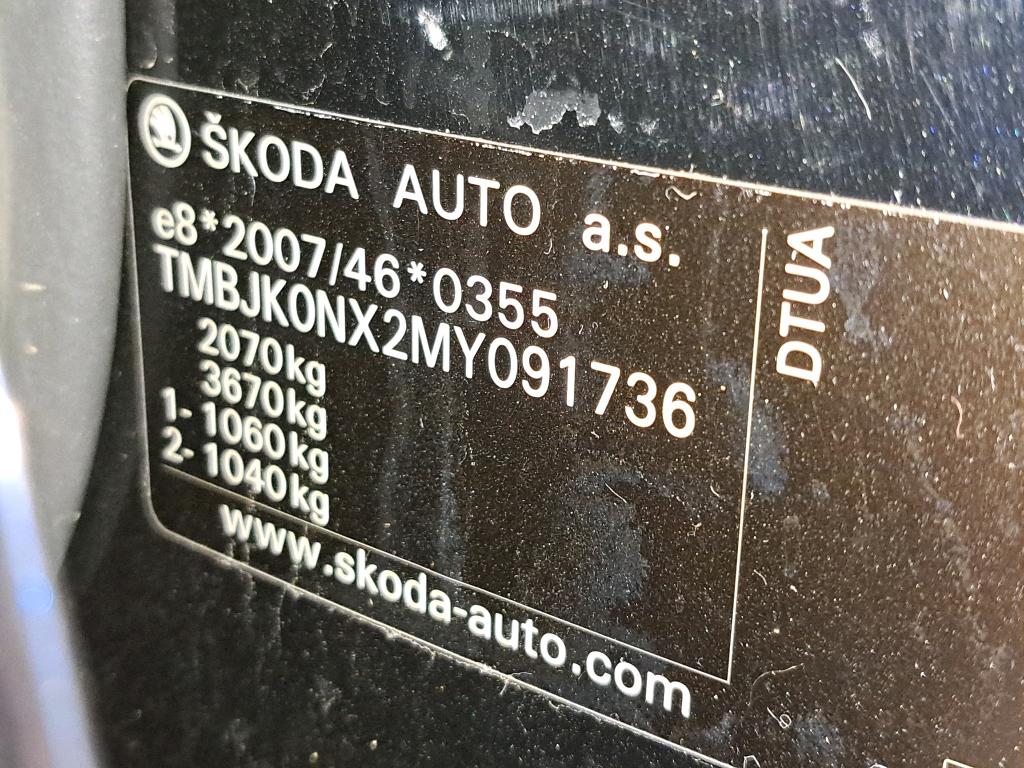 ŠKODA AUTO a.s.
e8*2007/46*0355
TMBJK0NX2MY091736
2070kg
3670kg
1- 1060kg
2- 1040kg
www.skoda-auto.com
DTUA